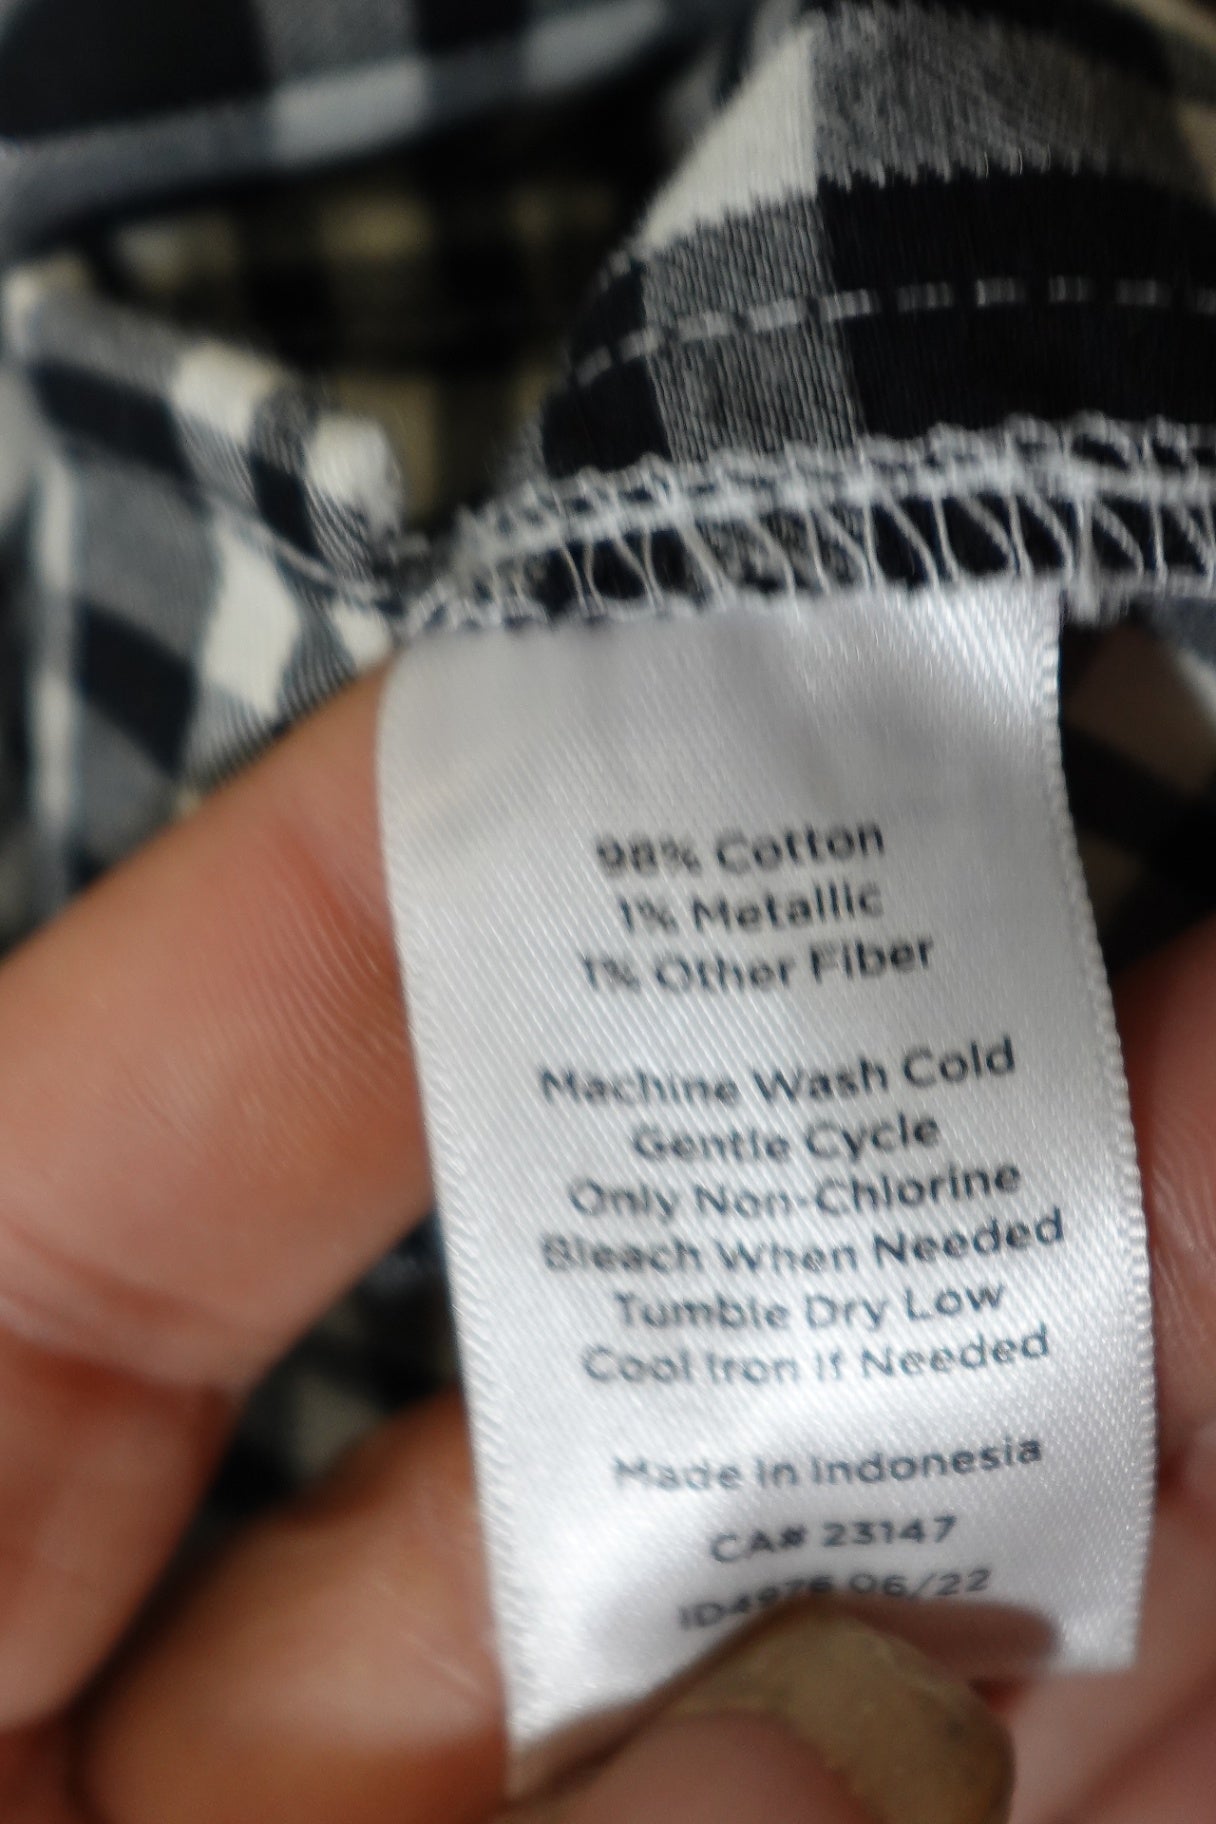 98% Cotton
1% Metallic
1% Other Fiber
Machine Wash Cold
Gentle Cycle
Only Non-Chlorine
Bleach When Needed
Tumble Dry Low
Cool Iron If Needed
Made In Indonesia
CA# 23147
06/22